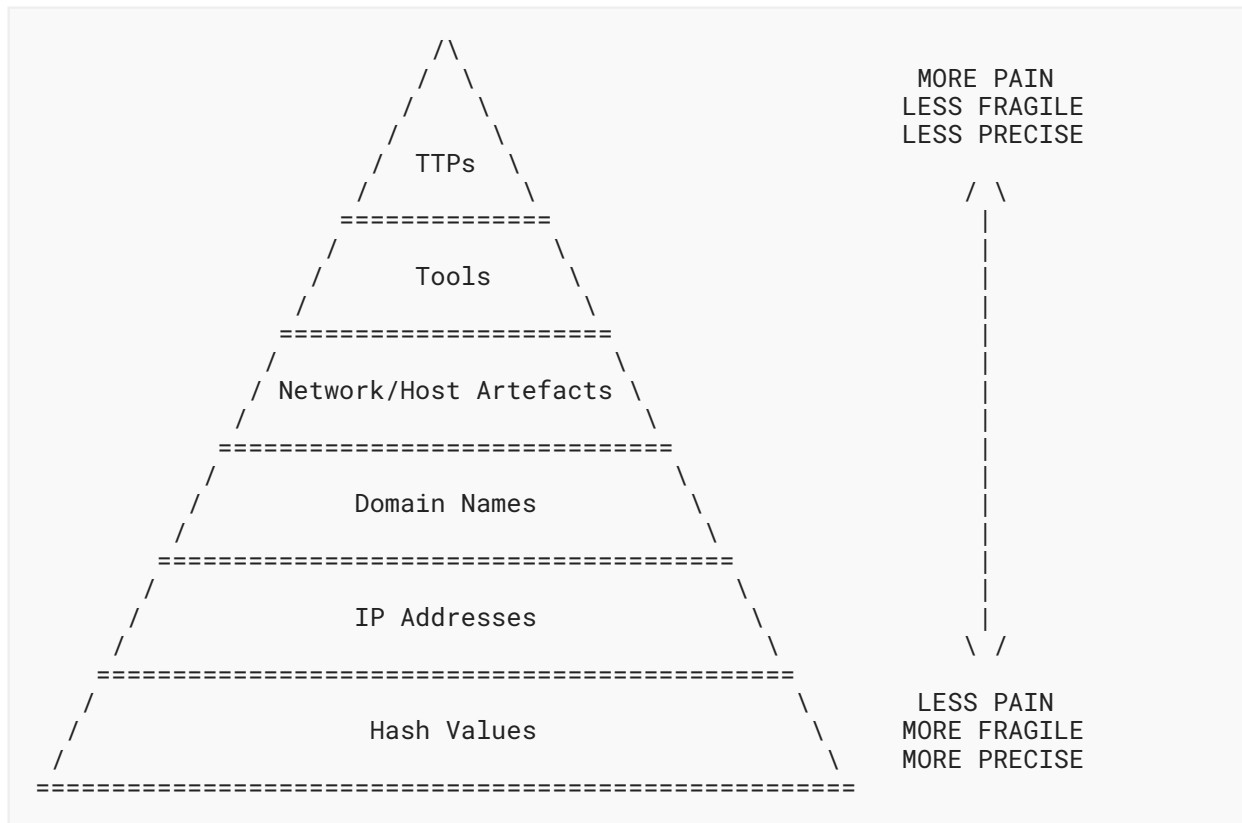 MORE PAIN
LESS FRAGILE
LESS PRECISE
TTPs
Tools
Network/Host Artefacts
Domain Names
IP Addresses
LESS PAIN
Hash Values
MORE FRAGILE
MORE PRECISE